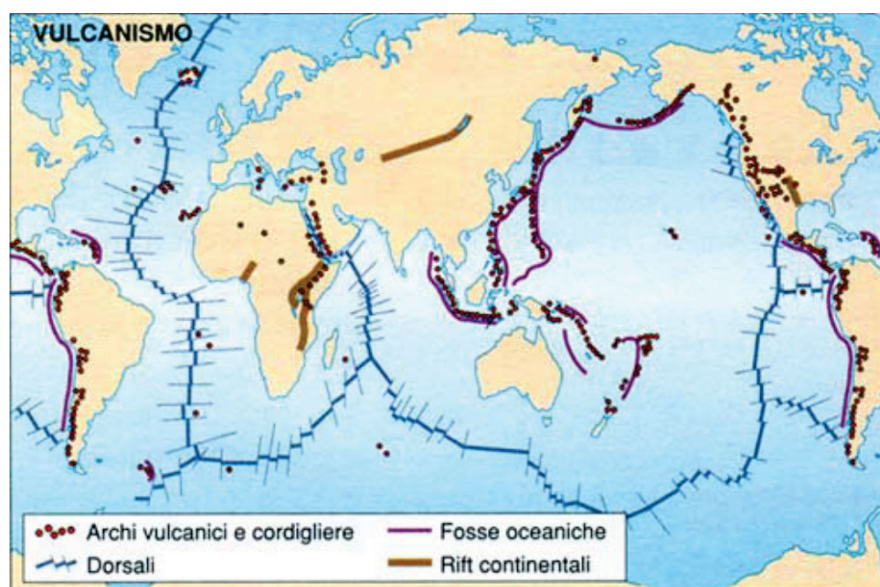 VULCANISMO
Archi vulcanici e cordigliere
Fosse oceaniche
Dorsali
Rift continentali